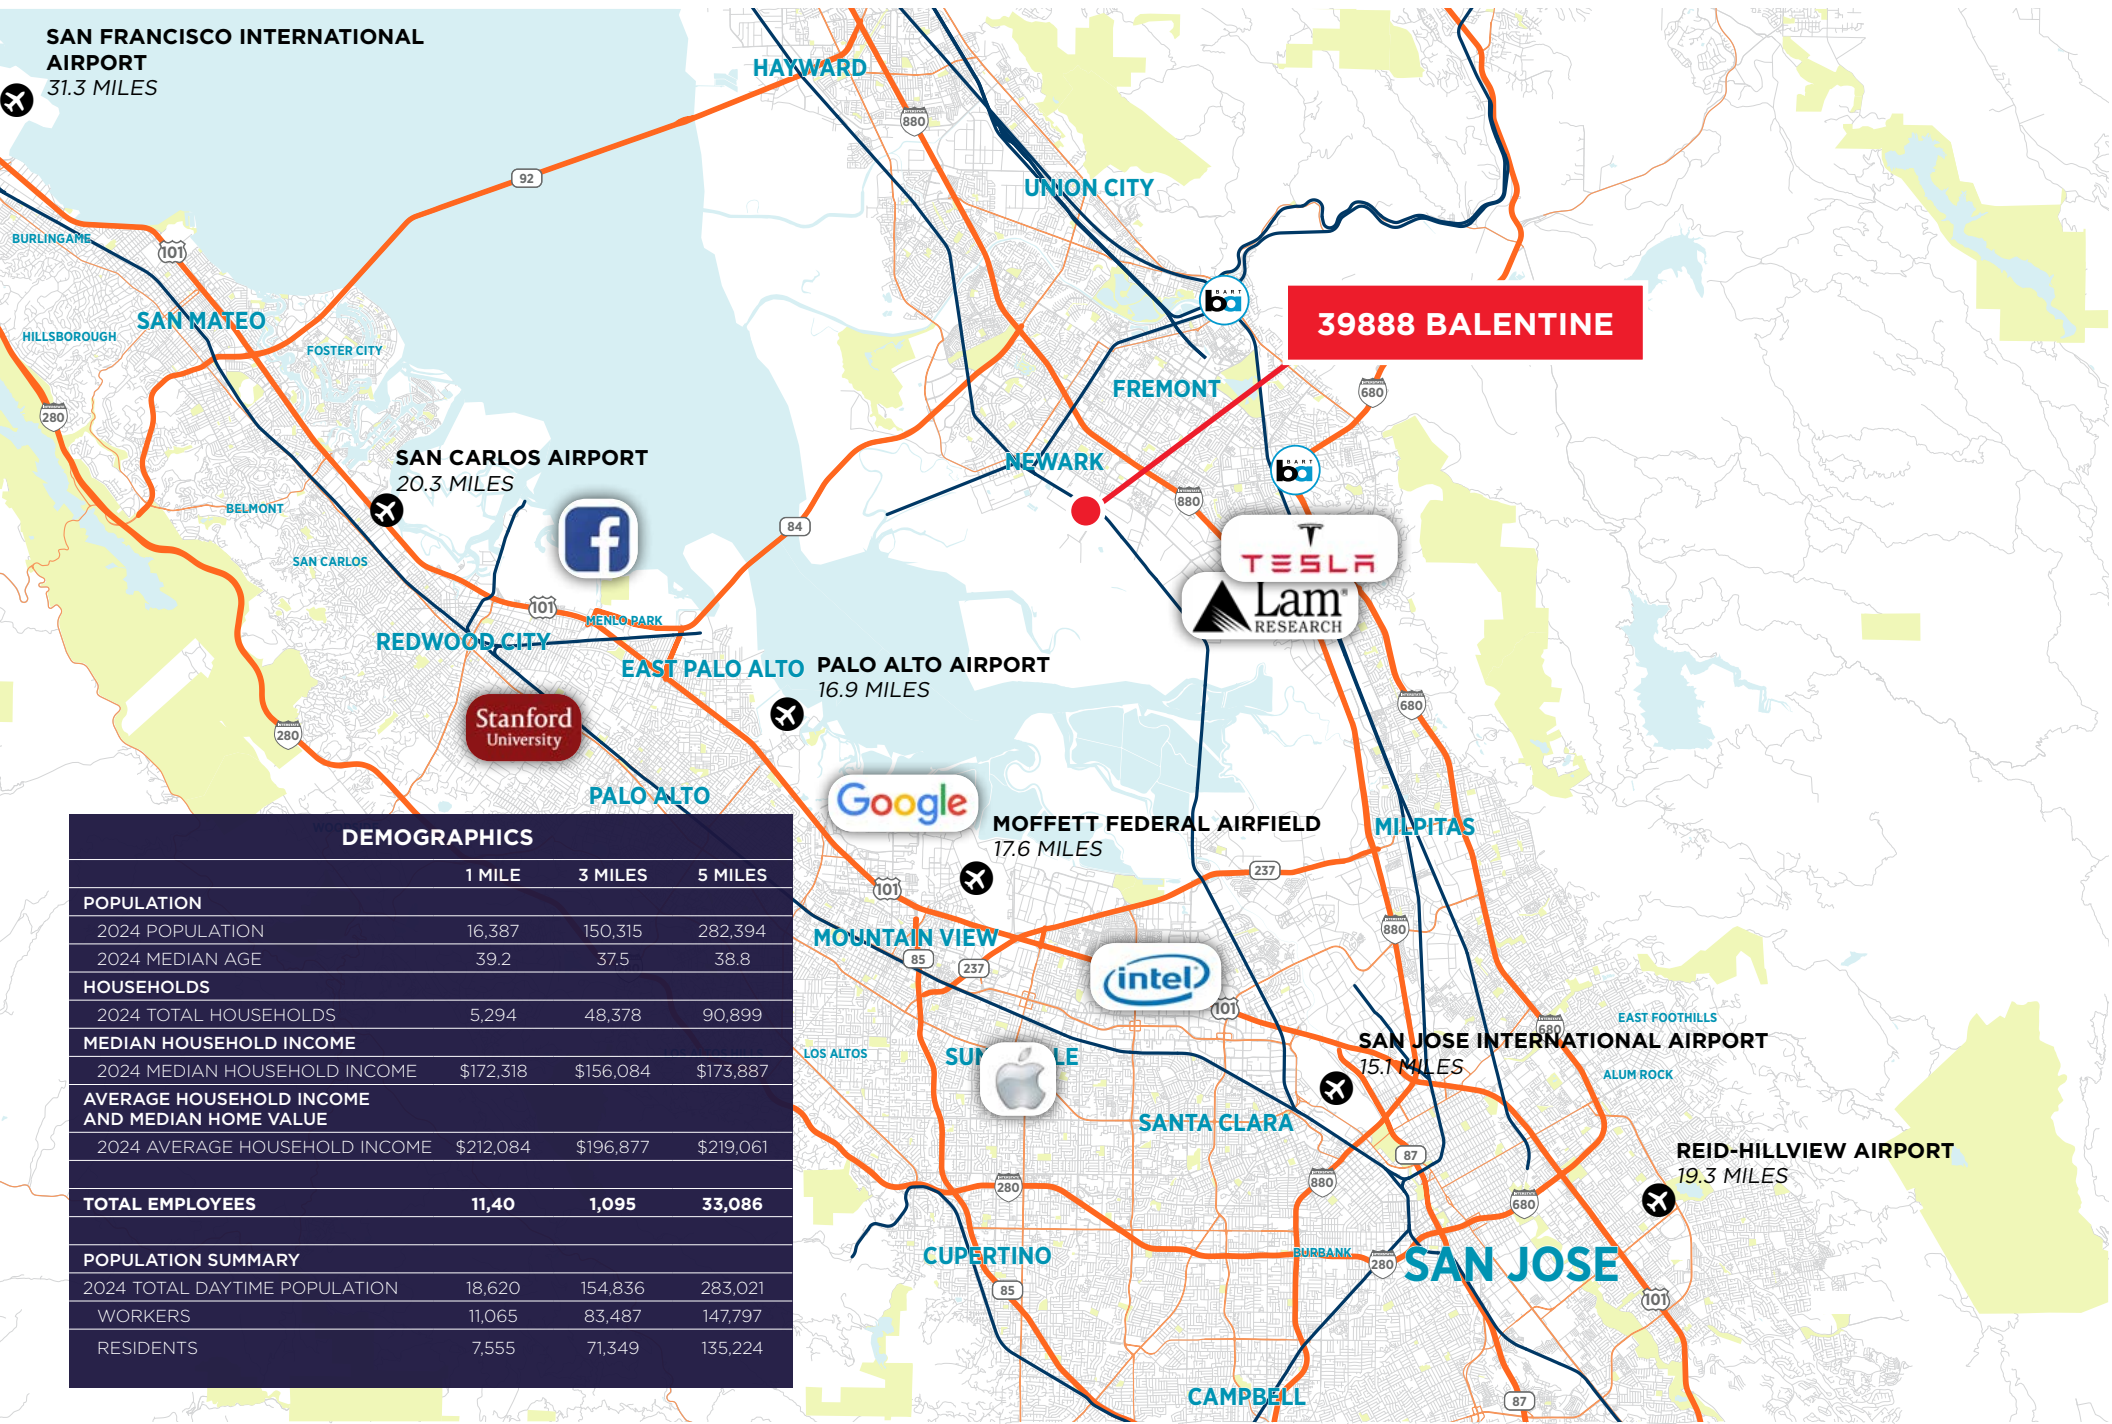 SAN FRANCISCO INTERNATIONAL
AIRPORT
31.3 MILES
HAYWARD
880
92
UNION CITY
BURLINGAME
101
BART
ba
39888 BALENTINE
SAN MATEO
HILLSBOROUGH
FOSTER CITY
FREMONT
680
280
SAN CARLOS AIRPORT
20.3 MILES
NEWARK
BART
ba
880
BELMONT
84
f
TESLA
SAN CARLOS
101
MENLO PARK
Lam
RESEARCH
REDWOOD CITY
EAST PALO ALTO
PALO ALTO AIRPORT
16.9 MILES
680
Stanford
University
280
PALO ALTO
Google
MOFFETT FEDERAL AIRFIELD
17.6 MILES
MILPITAS
237
101
880
MOUNTAIN VIEW
85
237
intel
101
EAST FOOTHILLS
680
SAN JOSE INTERNATIONAL AIRPORT
15.1 MILES
LOS ALTOS
SUN LE
ALUM ROCK
SANTA CLARA
87
REID-HILLVIEW AIRPORT
19.3 MILES
280
880
680
CUPERTINO
BURBANK
280
SAN JOSE
85
101
CAMPBELL
87
DEMOGRAPHICS
1 MILE 3 MILES 5 MILES
POPULATION
2024 POPULATION 16,387 150,315 282,394
2024 MEDIAN AGE 39.2 37.5 38.8
HOUSEHOLDS
2024 TOTAL HOUSEHOLDS 5,294 48,378 90,899
MEDIAN HOUSEHOLD INCOME
2024 MEDIAN HOUSEHOLD INCOME $172,318 $156,084 $173,887
AVERAGE HOUSEHOLD INCOME
AND MEDIAN HOME VALUE
2024 AVERAGE HOUSEHOLD INCOME $212,084 $196,877 $219,061
TOTAL EMPLOYEES 11,40 1,095 33,086
POPULATION SUMMARY
2024 TOTAL DAYTIME POPULATION 18,620 154,836 283,021
WORKERS 11,065 83,487 147,797
RESIDENTS 7,555 71,349 135,224